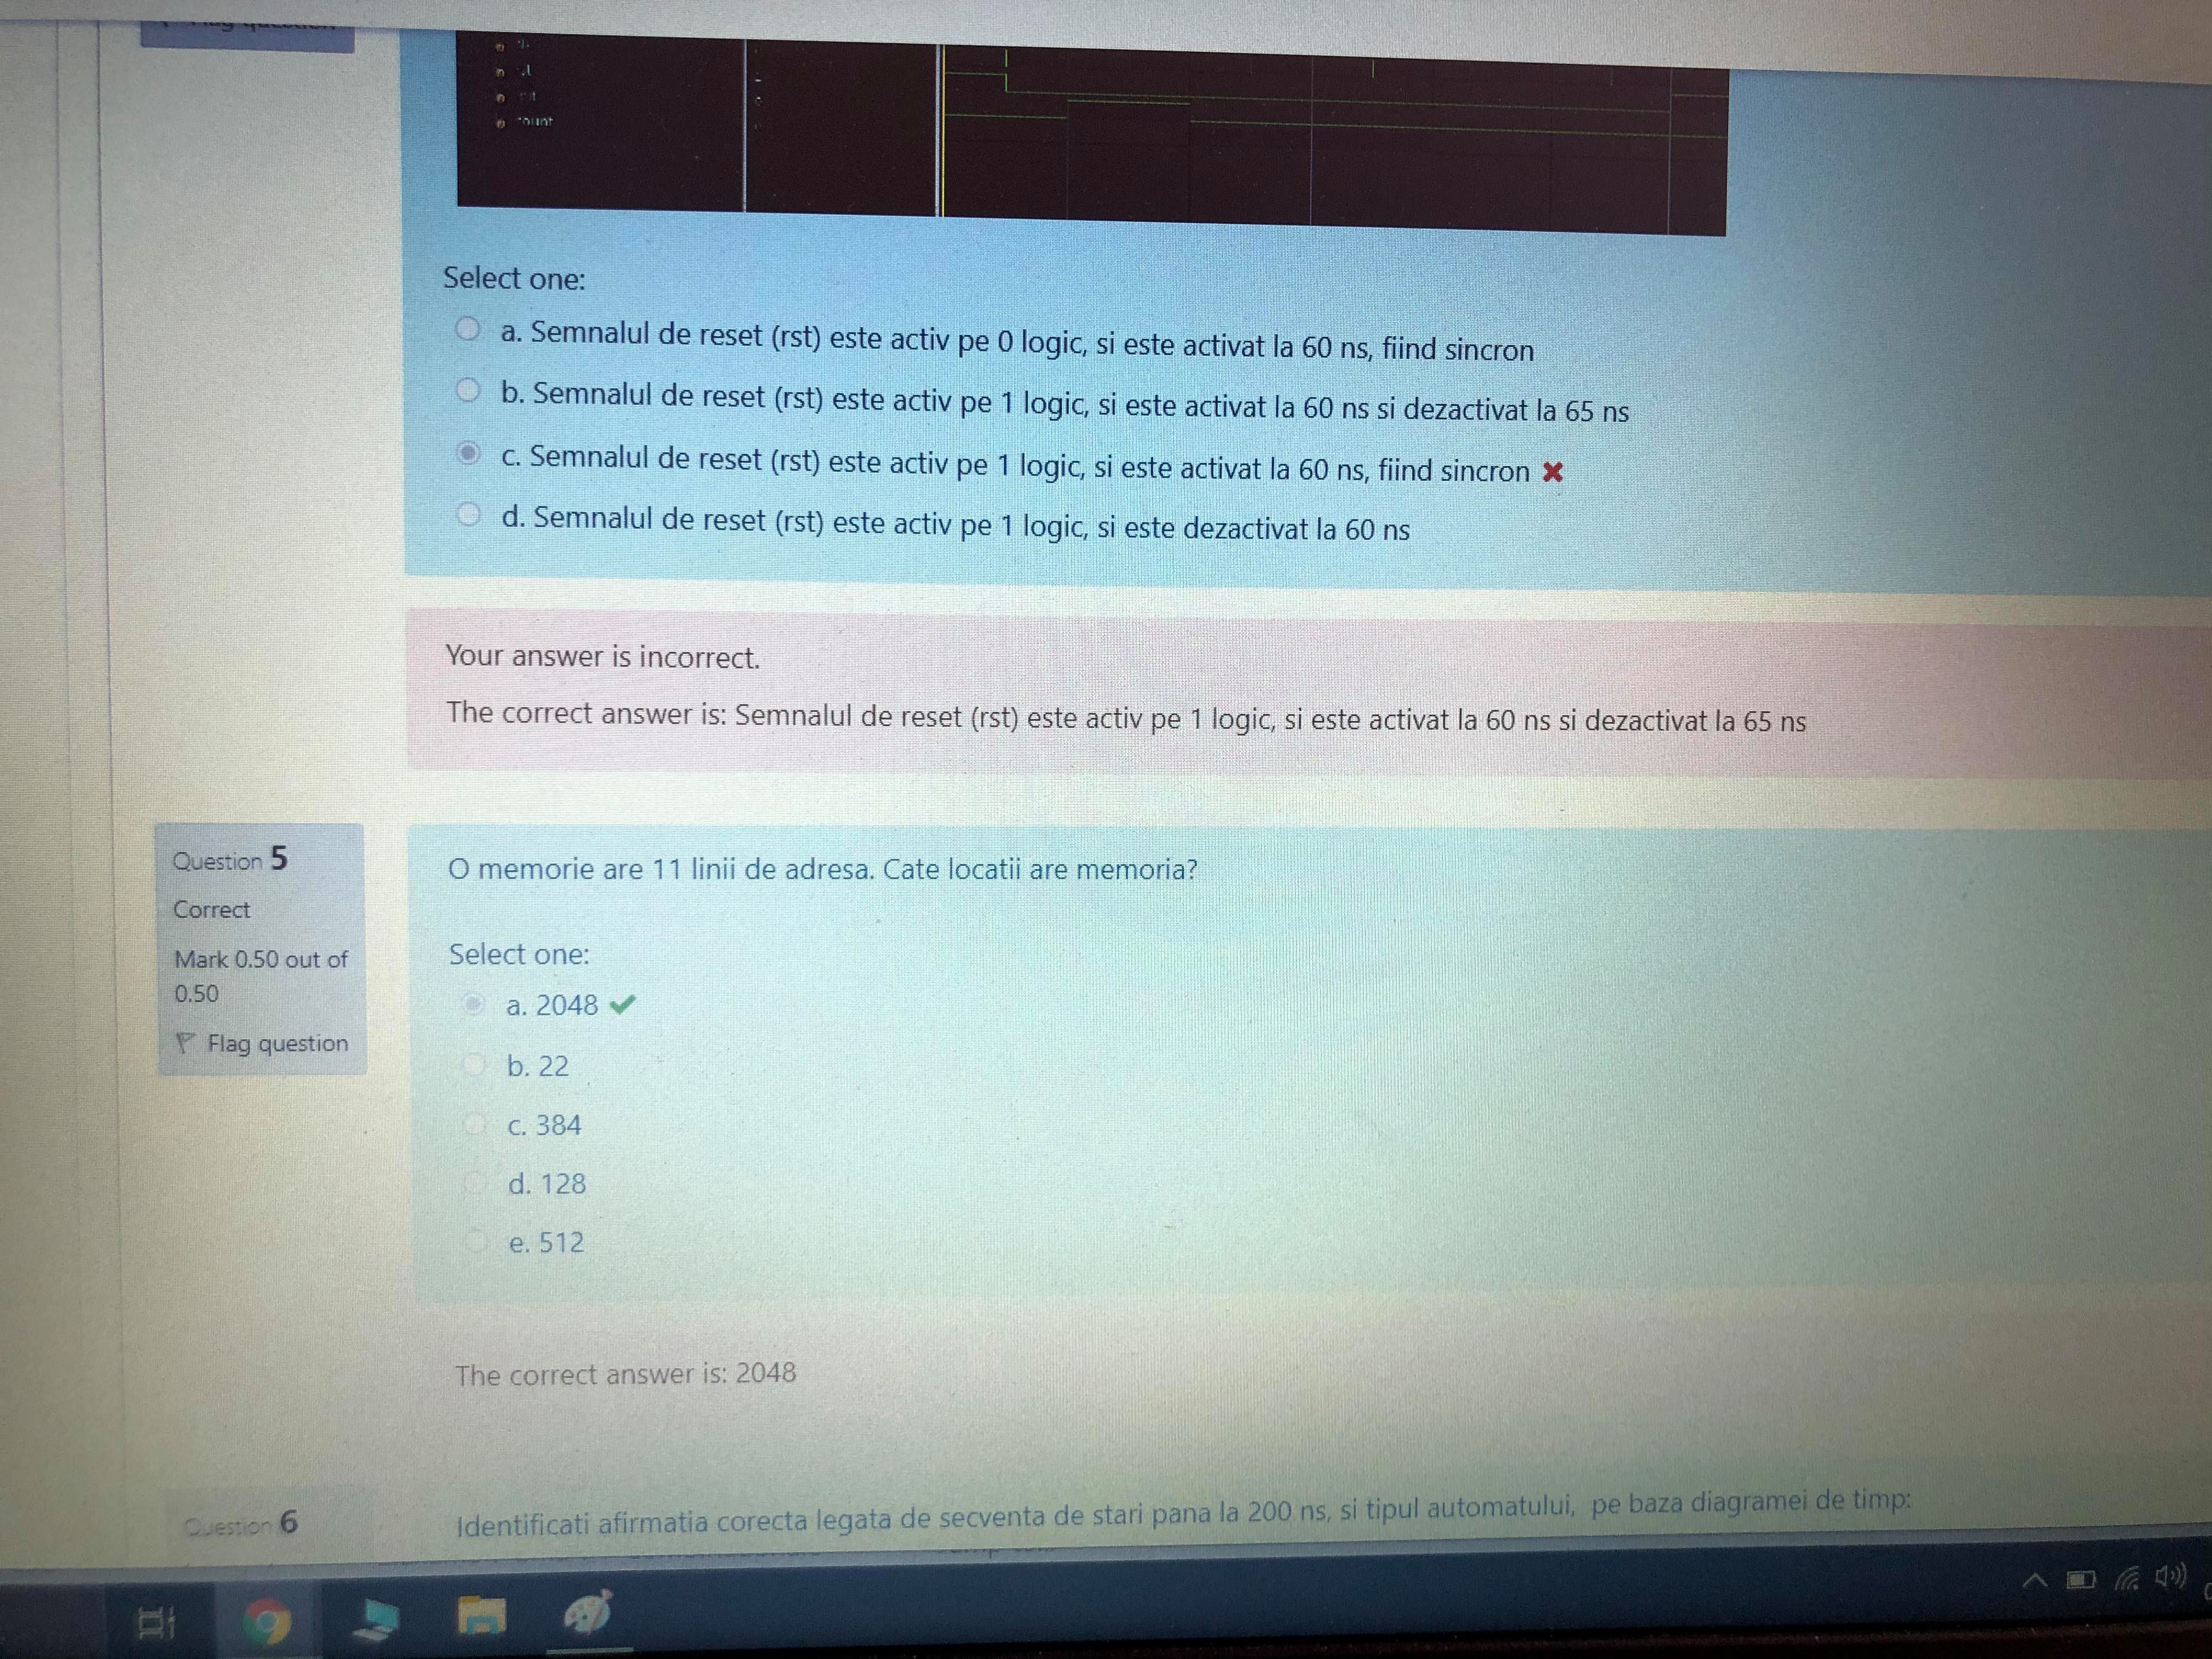 Select one:
a. Semnalul de reset (rst) este activ pe 0 logic, si este activat la 60 ns, fiind sincron
b. Semnalul de reset (rst) este activ pe 1 logic, si este activat la 60 ns si dezactivat la 65 ns
c. Semnalul de reset (rst) este activ pe 1 logic, si este activat la 60 ns, fiind sincron
d. Semnalul de reset (rst) este activ pe 1 logic, si este dezactivat la 60 ns
Your answer is incorrect.
The correct answer is: Semnalul de reset (rst) este activ pe 1 logic, si este activat la 60 ns si dezactivat la 65 ns
Question 5
Correct
Mark 0.50 out of
0.50
Flag question
O memorie are 11 linii de adresa. Cate locatii are memoria?
Select one:
a. 2048
b. 22
c. 384
d. 128
e. 512
The correct answer is: 2048
Question 6
Identificati afirmatia corecta legata de secventa de stari pana la 200 ns, si tipul automatului, pe baza diagramei de timp: